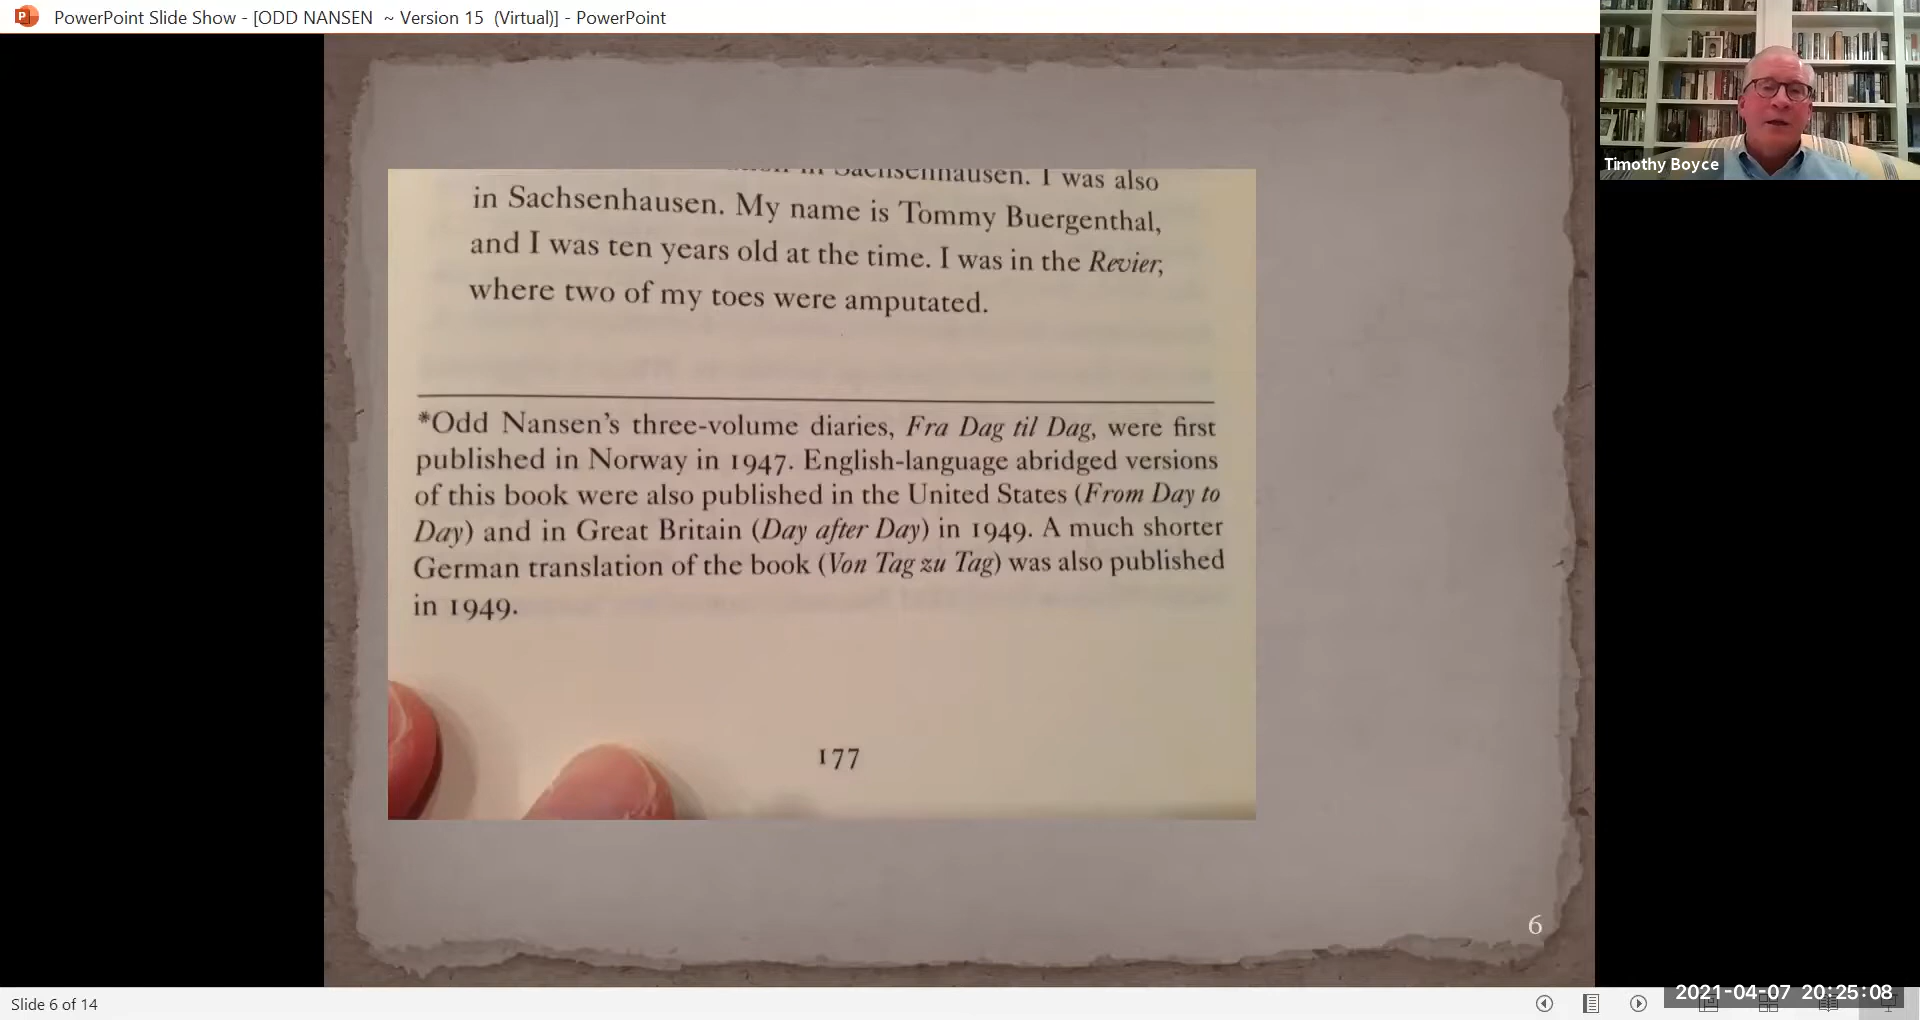 PowerPoint Slide Show - [ODD NANSEN ~ Version 15 (Virtual)] - PowerPoint
Timothy Boyce
in Sachsenhausen. I was also
in Sachsenhausen. My name is Tommy Buergenthal,
and I was ten years old at the time. I was in the Revier,
where two of my toes were amputated.
*Odd Nansen's three-volume diaries, Fra Dag til Dag, were first
published in Norway in 1947. English-language abridged versions
of this book were also published in the United States (From Day to
Day) and in Great Britain (Day after Day) in 1949. A much shorter
German translation of the book (Von Tag zu Tag) was also published
in 1949.
177
6
Slide 6 of 14
2021-04-07 20:25:08